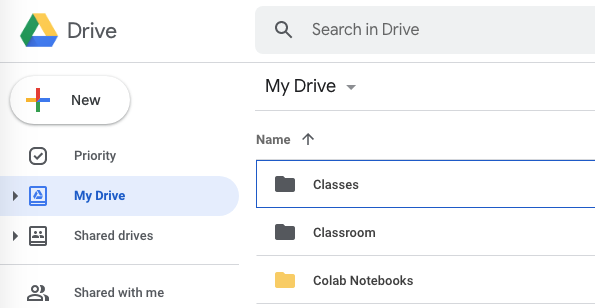 Drive
Search in Drive
New
My Drive
Name
Priority
My Drive
Shared drives
Shared with me
Classes
Classroom
Colab Notebooks